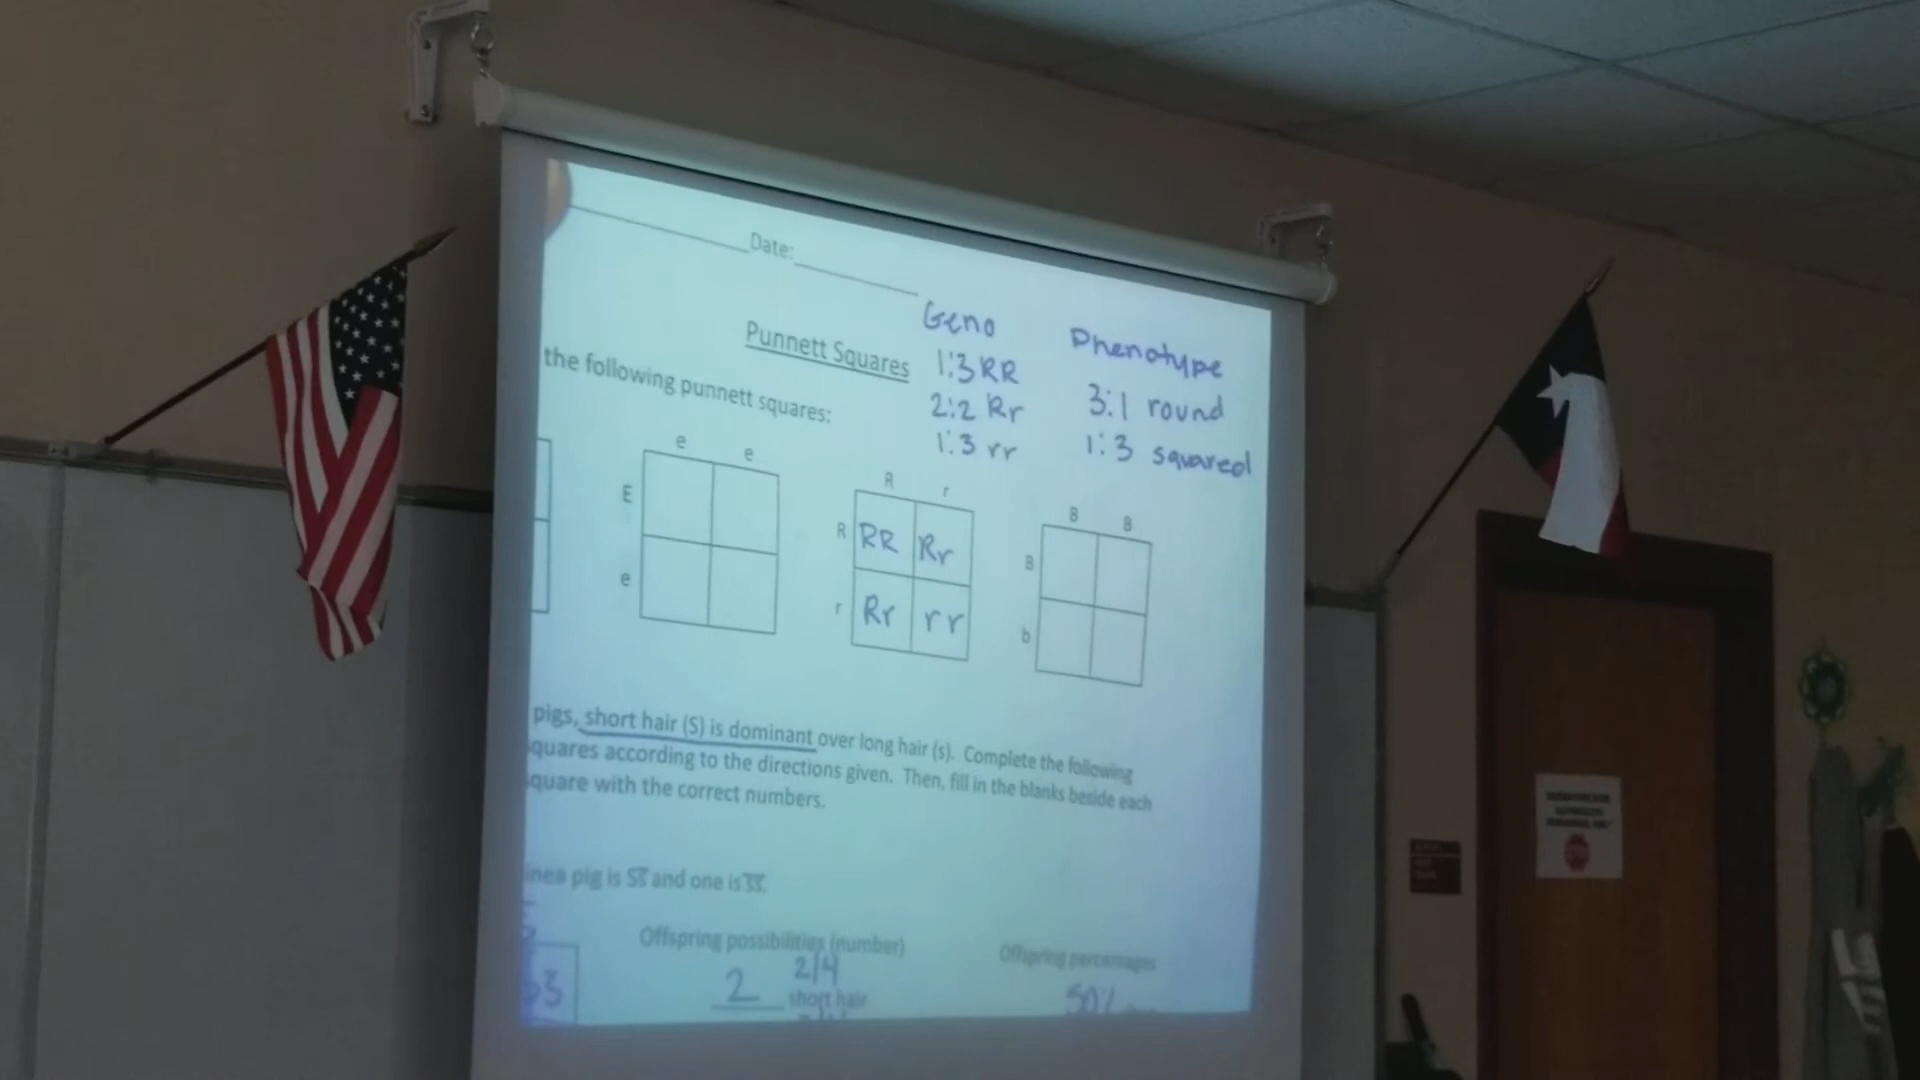 Date:
Geno
Phenotype
Punnett Squares
1:3 RR
2:2 Rr
3:1 round
1:3 rr
1:3 squared
the following punnett squares:
e e
E
e
R r
R RR Rr
r Rr rr
B B
B
b
pigs, short hair (S) is dominant over long hair (s). Complete the following
quares according to the directions given. Then, fill in the blanks beside each
quare with the correct numbers.
inea pig is Ss and one is ss.
Offspring possibilities (number)
Offspring percentages
2/4
2 short hair
50%